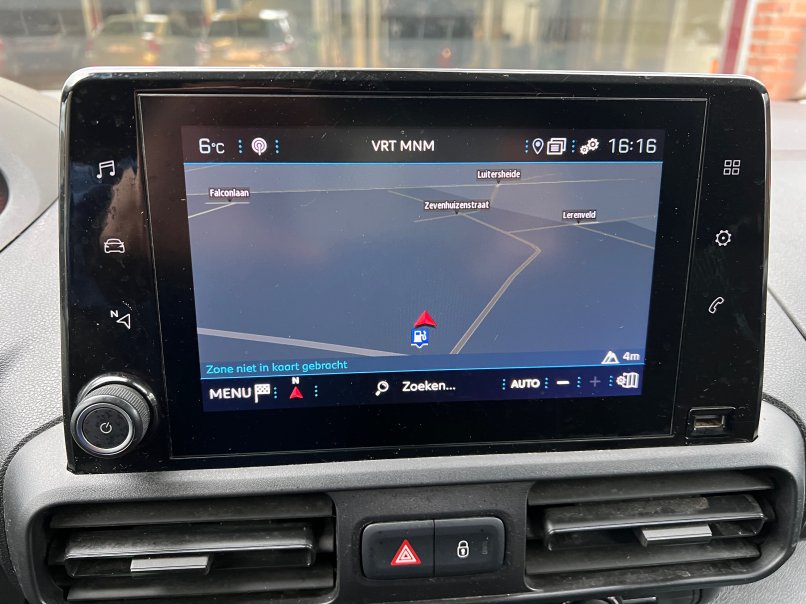 6°C VRT MNM 16:16
Luitersheide
Falconlaan
Zevenhuizenstraat
Lerenveld
N
Zone niet in kaart gebracht 4m
N
MENU Zoeken... AUTO - +